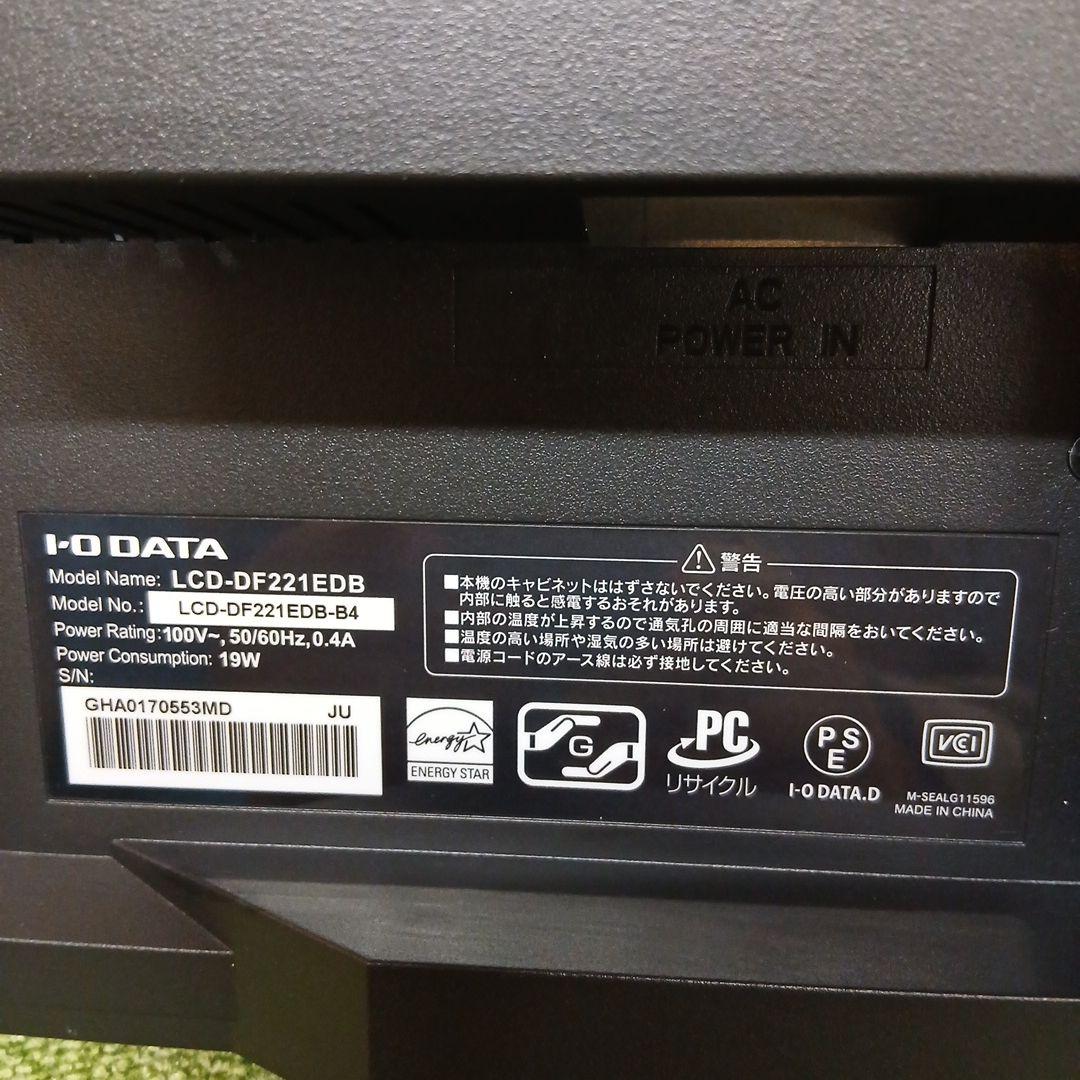 AC
POWER IN
I-O DATA
Model Name: LCD-DF221EDB
Model No.: LCD-DF221EDB-B4
Power Rating:100V~, 50/60Hz, 0.4A
Power Consumption: 19W
S/N:
GHA0170553MD JU
警告
■本機のキャビネットははずさないでください。電圧の高い部分がありますので
内部に触ると感電するおそれがあります。
■内部の温度が上昇するので通気孔の周囲に適当な間隔をおいてください。
■温度の高い場所や湿気の多い場所は避けてください。
■電源コードのアース線は必ず接地してください。
energy
ENERGY STAR
G
PC
リサイクル
PS
E
I-O DATA.D
VCI
M-SEALG11596
MADE IN CHINA